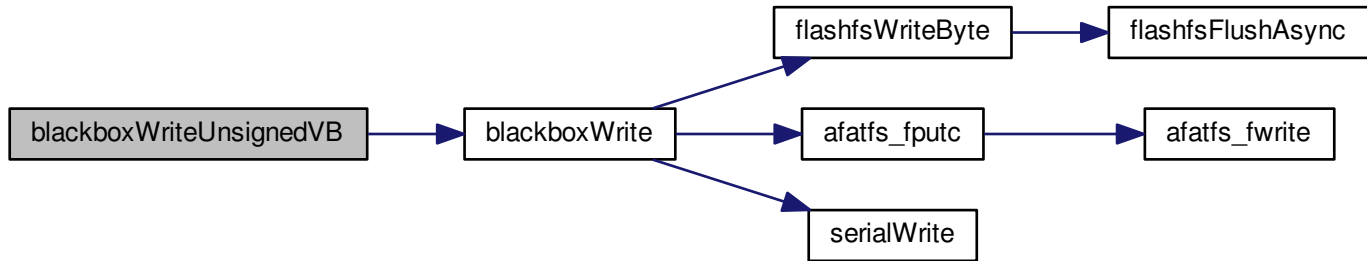 flashfsWriteByte
flashfsFlushAsync
blackboxWriteUnsignedVB
blackboxWrite
afatfs_fputc
afatfs_fwrite
serialWrite